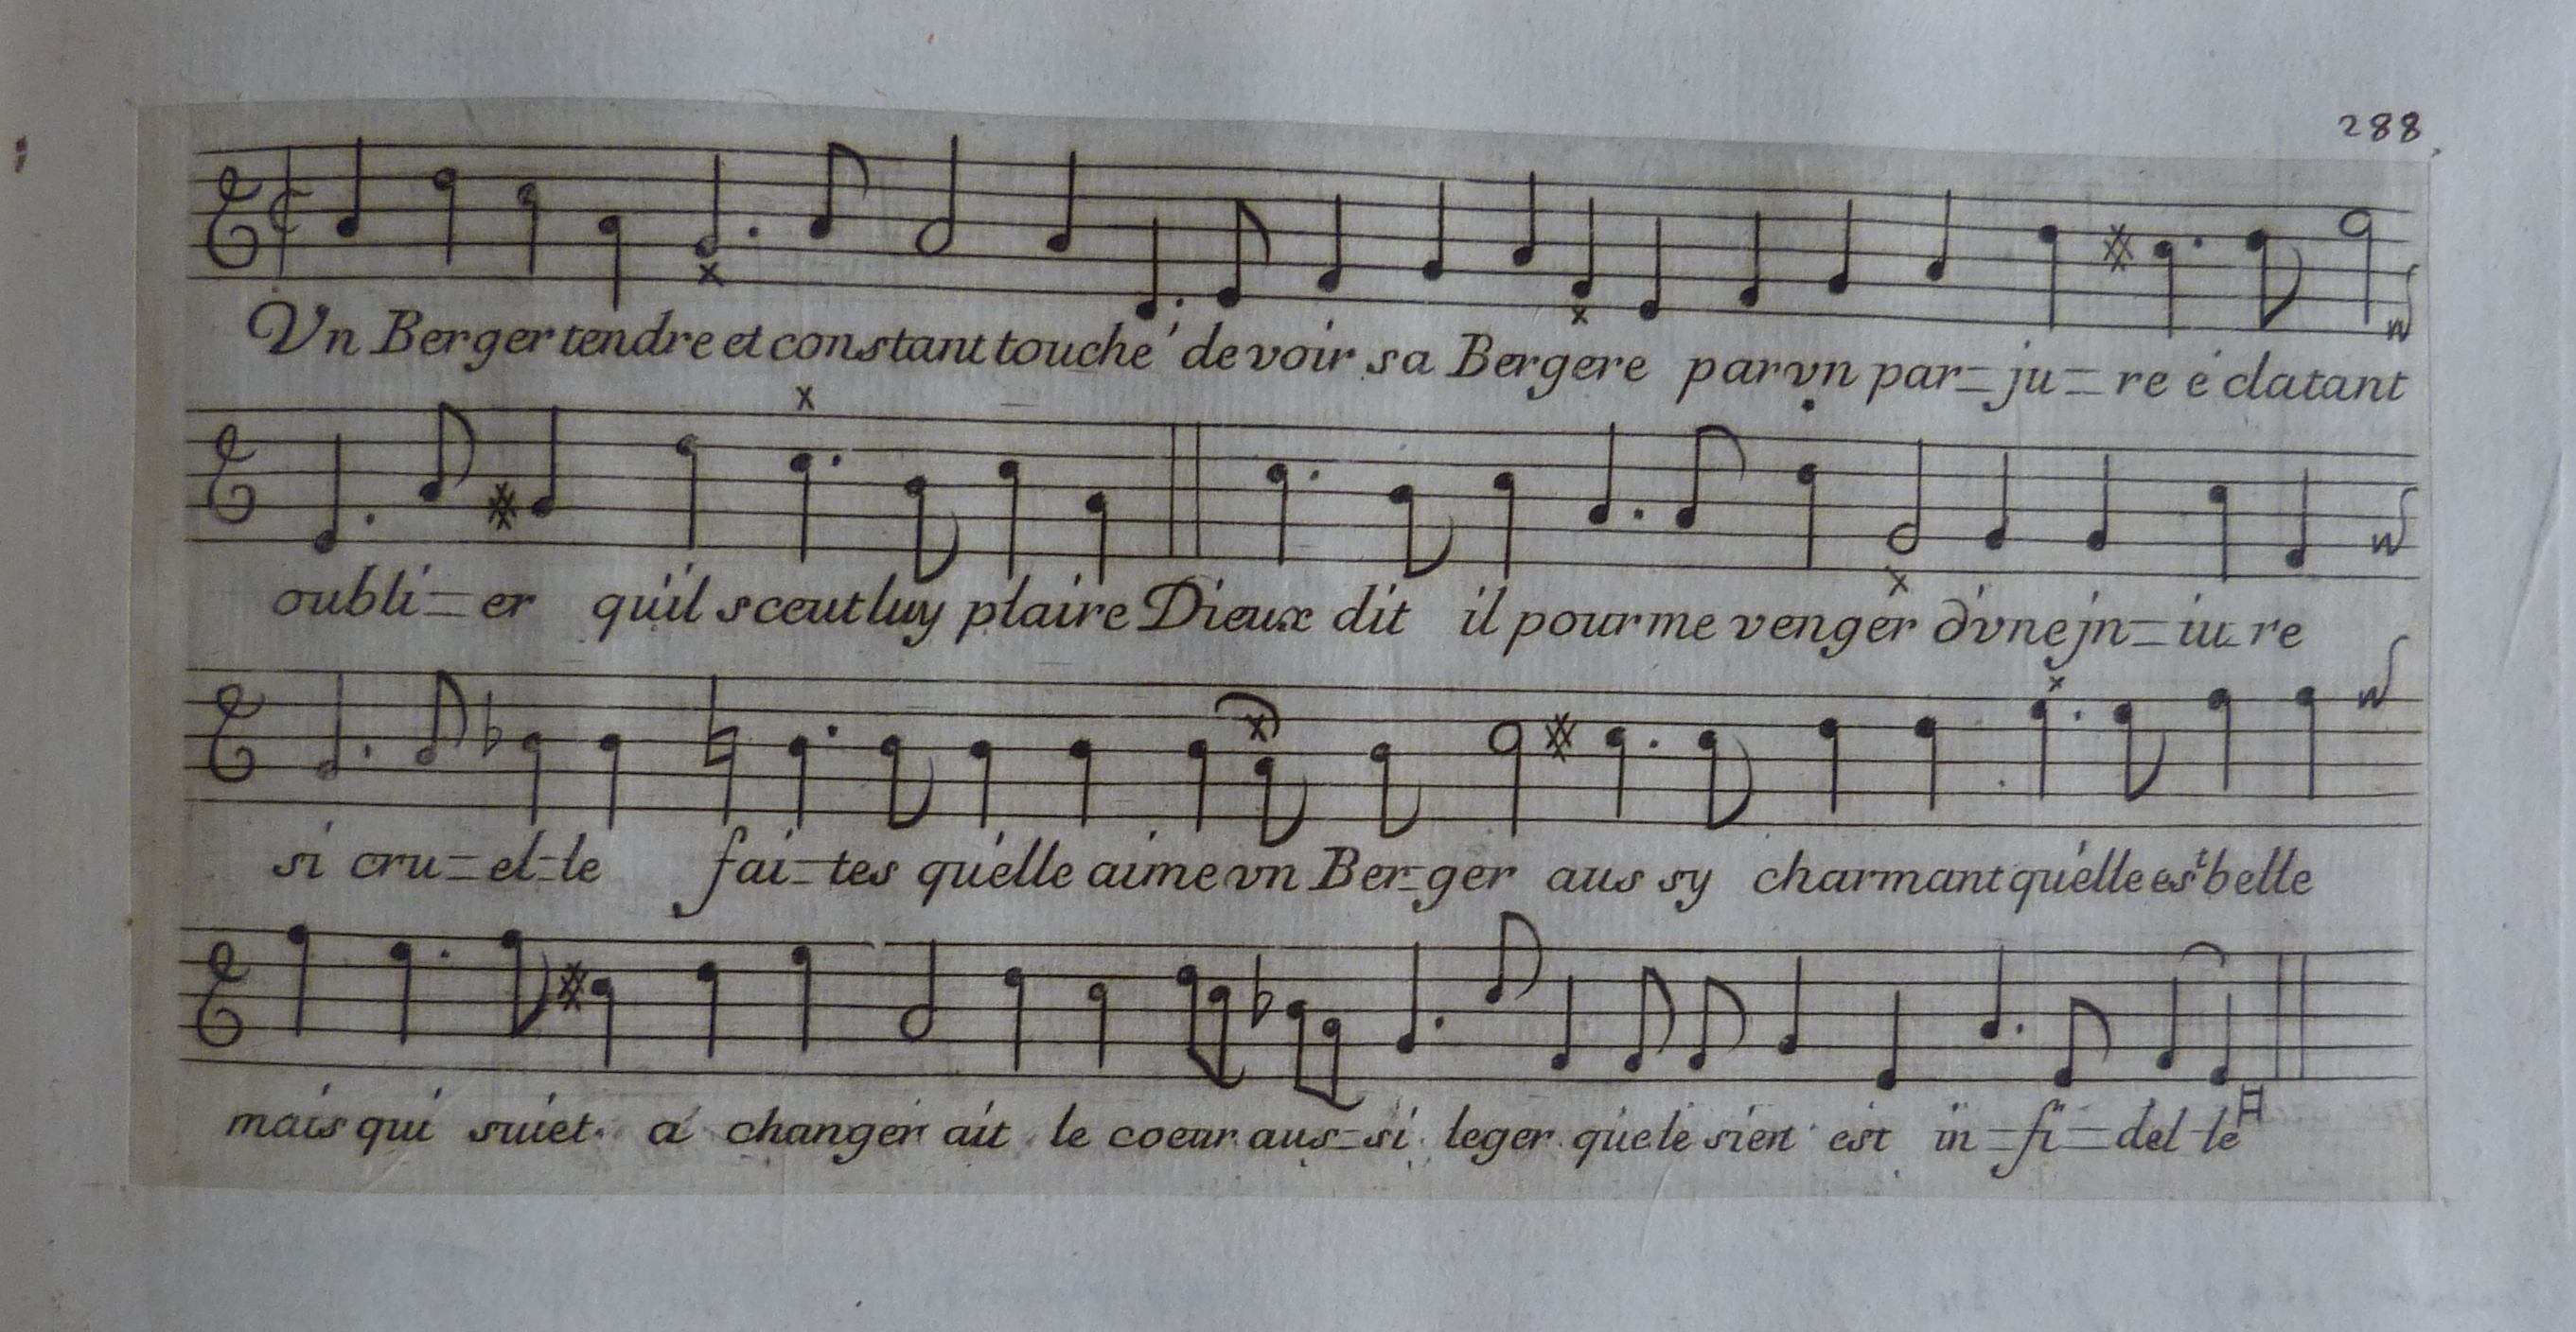 288
Vn Berger tendre et constant touché de voir sa Bergere par vn par=ju=re éclatant
oubli=er qu'il sceut luy plaire Dieux dit il pour me venger d'vne jn=iu-re
si cru=el=le fai=tes qu'elle aime vn Ber=ger aus sy charmant qu'elle est belle
mais qui suiet a changer ait le coeur aus=si leger que le sien est in=fi=del-le